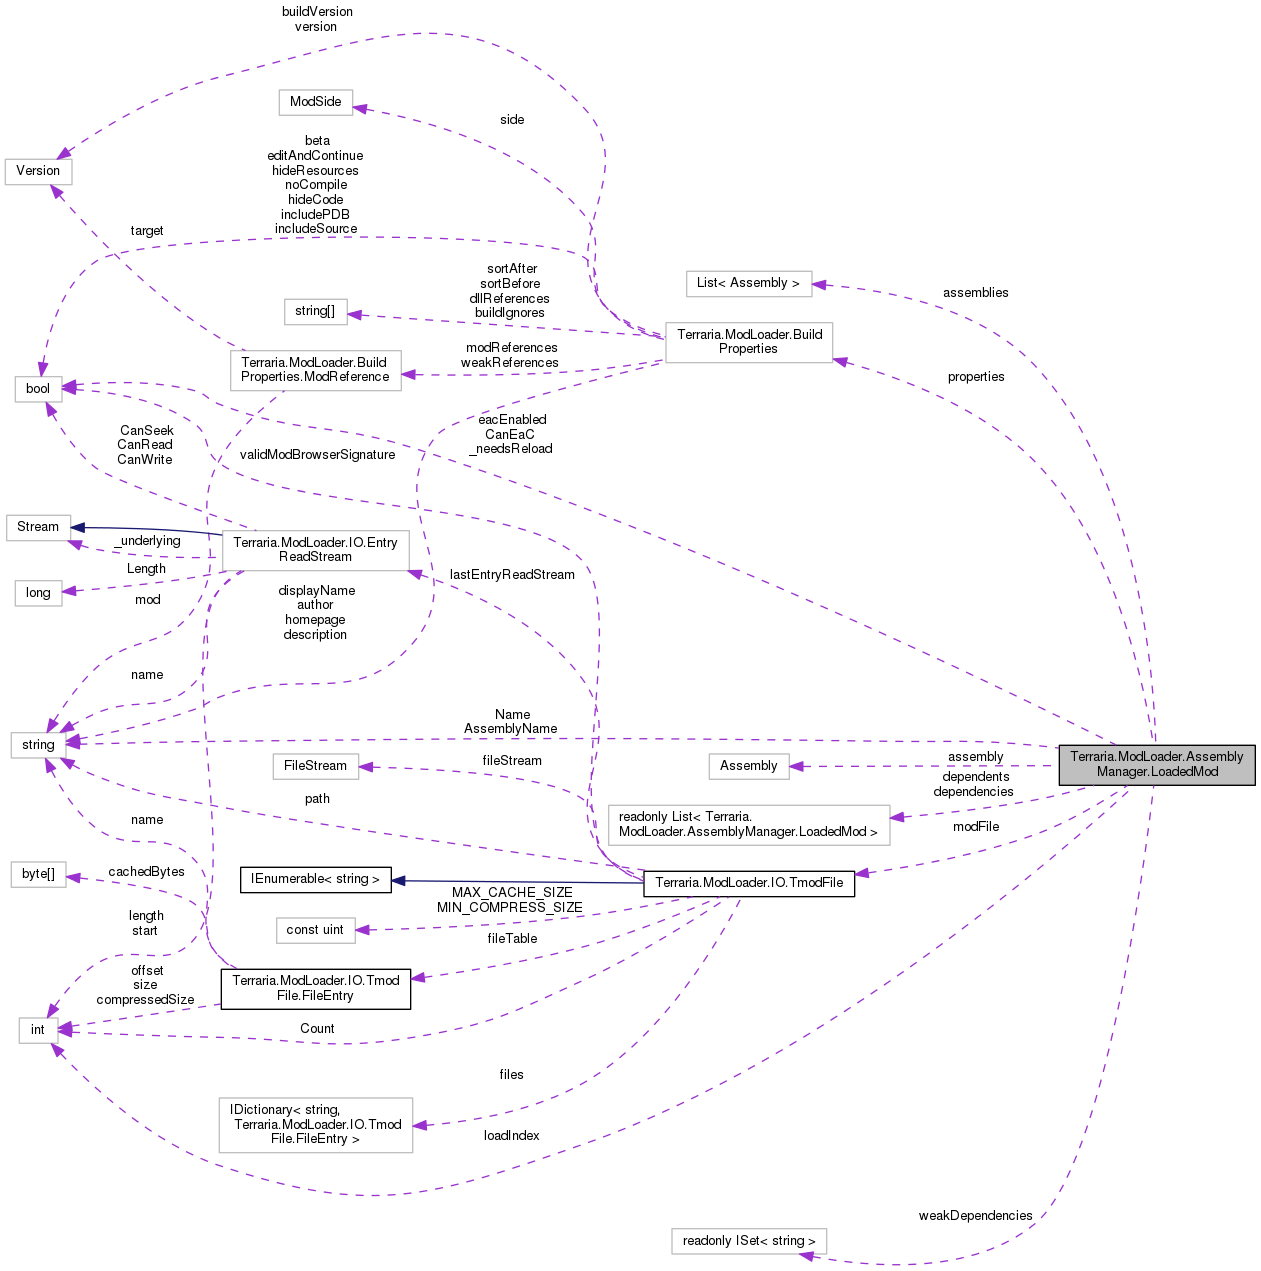 buildVersion
version
ModSide
side
Version
beta
editAndContinue
hideResources
noCompile
hideCode
includePDB
includeSource
target
sortAfter
sortBefore
dllReferences
buildIgnores
List< Assembly >
assemblies
string[]
Terraria.ModLoader.Build
Properties
Terraria.ModLoader.Build
Properties.ModReference
modReferences
weakReferences
properties
bool
eacEnabled
CanEaC
_needsReload
CanSeek
CanRead
CanWrite
validModBrowserSignature
Stream
_underlying
Terraria.ModLoader.IO.Entry
ReadStream
Length
lastEntryReadStream
long
mod
displayName
author
homepage
description
name
Name
AssemblyName
string
FileStream
fileStream
Assembly
assembly
Terraria.ModLoader.Assembly
Manager.LoadedMod
dependents
dependencies
path
readonly List< Terraria.
ModLoader.AssemblyManager.LoadedMod >
name
modFile
byte[]
cachedBytes
IEnumerable< string >
Terraria.ModLoader.IO.TmodFile
MAX_CACHE_SIZE
MIN_COMPRESS_SIZE
length
start
const uint
fileTable
offset
size
compressedSize
Terraria.ModLoader.IO.Tmod
File.FileEntry
int
Count
files
IDictionary< string,
Terraria.ModLoader.IO.Tmod
File.FileEntry >
loadIndex
weakDependencies
readonly ISet< string >